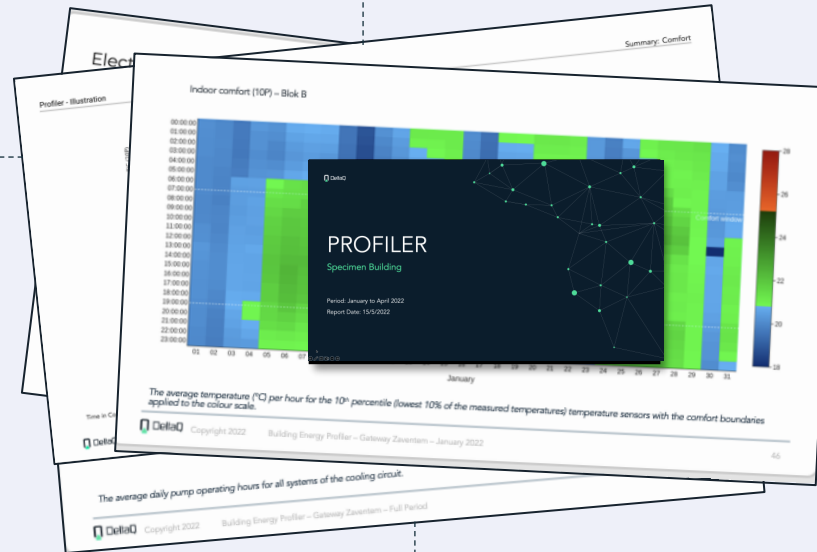 Elect
Summary: Comfort
Profiler - Illustration
Indoor comfort (10P) – Blok B
00:00:00
01:00:00
02:00:00
03:00:00
04:00:00
05:00:00
06:00:00
07:00:00
08:00:00
09:00:00
10:00:00
11:00:00
12:00:00
13:00:00
14:00:00
15:00:00
16:00:00
17:00:00
18:00:00
19:00:00
20:00:00
21:00:00
22:00:00
23:00:00
28
26
24
22
20
18
Comfort window
DeltaQ
PROFILER
Specimen Building
Period: January to April 2022
Report Date: 15/5/2022
01 02 03 04 05 06 07 20 21 22 23 24 25 26 27 28 29 30 31
January
The average temperature (°C) per hour for the 10th percentile (lowest 10% of the measured temperatures) temperature sensors with the comfort boundaries
applied to the colour scale.
DeltaQ Copyright 2022 Building Energy Profiler – Gateway Zaventem – January 2022 46
Time in Co
DeltaQ
The average daily pump operating hours for all systems of the cooling circuit.
DeltaQ Copyright 2022 Building Energy Profiler – Gateway Zaventem – Full Period